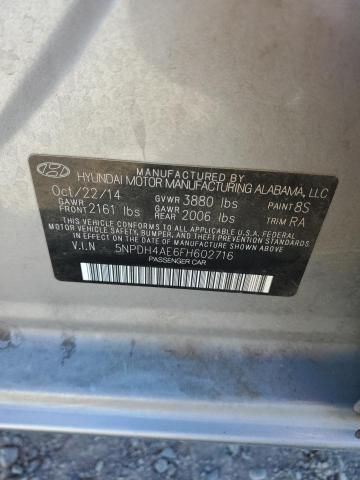 MANUFACTURED BY
HYUNDAI MOTOR MANUFACTURING ALABAMA, LLC
Oct/22/14 GVWR 3880 lbs PAINT 8S
GAWR FRONT 2161 lbs GAWR REAR 2006 lbs TRIM RA
THIS VEHICLE CONFORMS TO ALL APPLICABLE U.S. FEDERAL
MOTOR VEHICLE SAFETY, BUMPER, AND THEFT PREVENTION STANDARDS
IN EFFECT ON THE DATE OF MANUFACTURE SHOWN ABOVE.
V.I.N 5NPDH4AE6FH602716
PASSENGER CAR